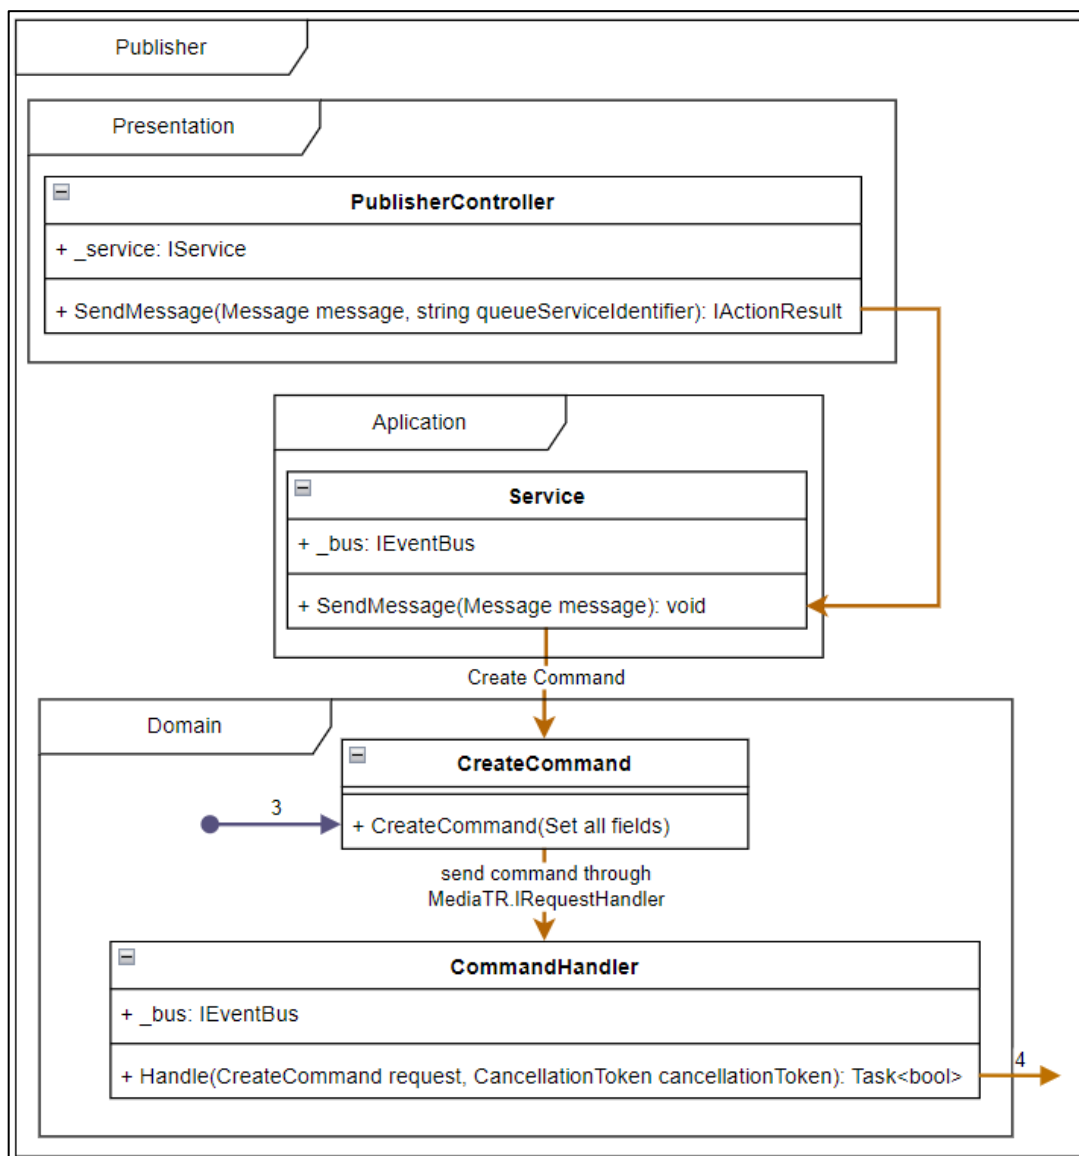 Publisher
Presentation
PublisherController
+ _service: IService
+ SendMessage(Message message, string queueServiceIdentifier): IActionResult
Aplication
Service
+ _bus: IEventBus
+ SendMessage(Message message): void
Create Command
Domain
CreateCommand
3
+ CreateCommand(Set all fields)
send command through
MediaTR.IRequestHandler
CommandHandler
+ _bus: IEventBus
4
+ Handle(CreateCommand request, CancellationToken cancellationToken): Task<bool>